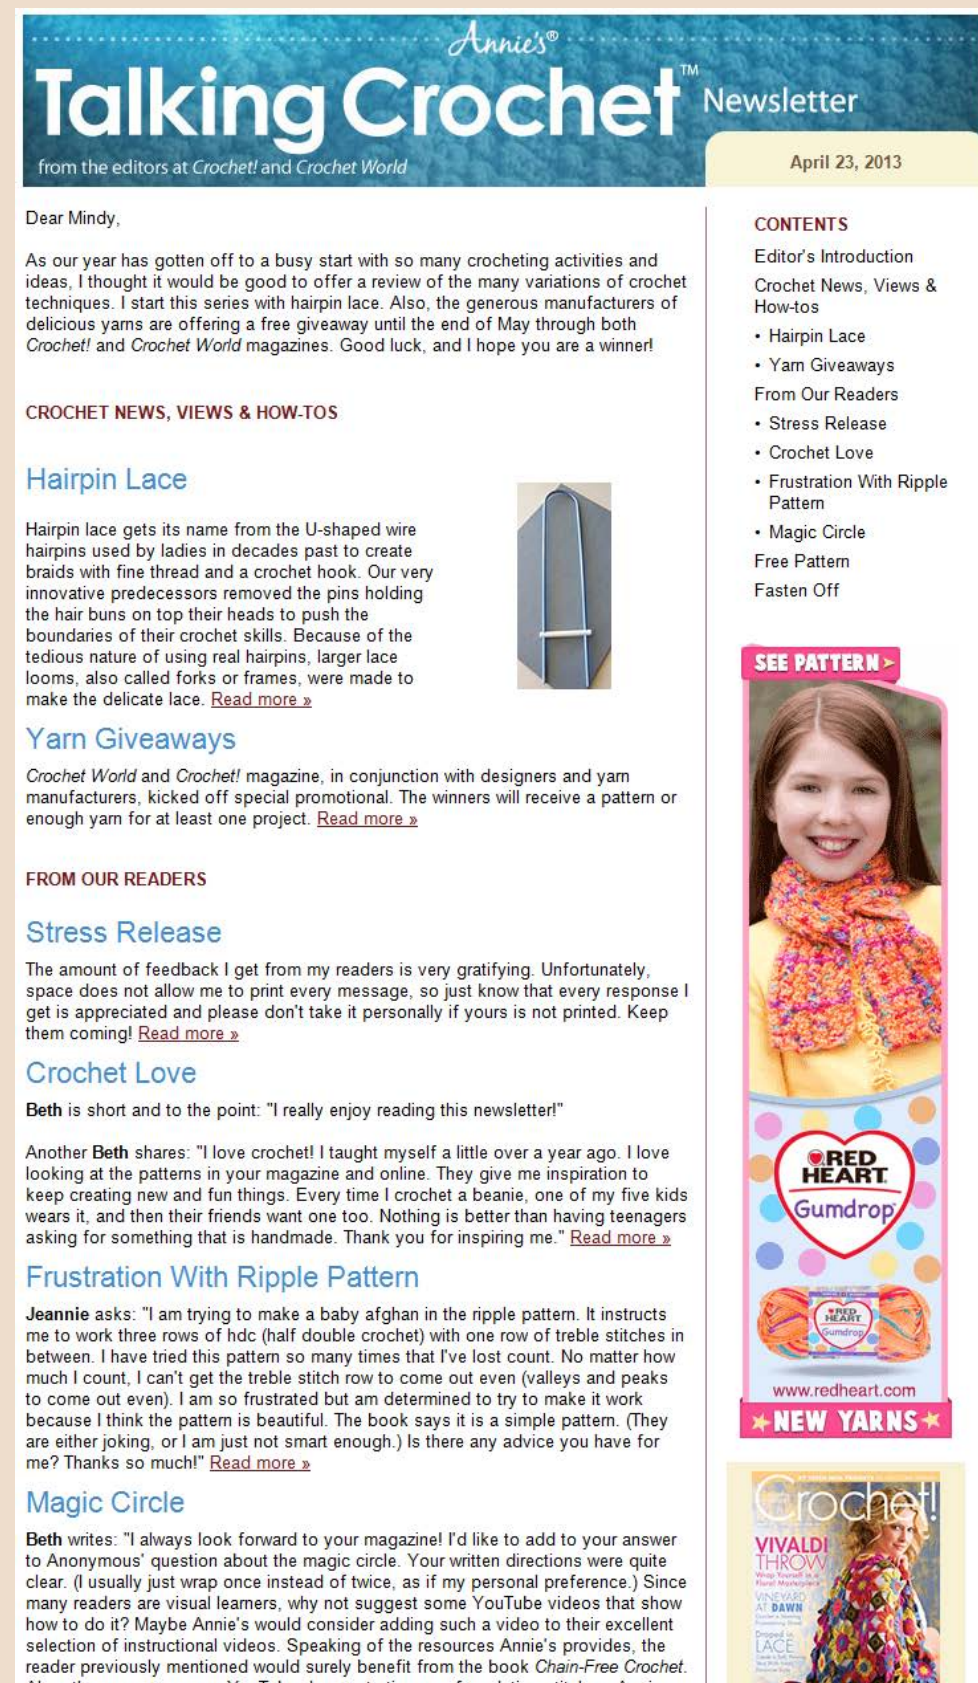 Annie's®
Talking Crochet™ Newsletter
from the editors at Crochet! and Crochet World
April 23, 2013
Dear Mindy,
As our year has gotten off to a busy start with so many crocheting activities and
ideas, I thought it would be good to offer a review of the many variations of crochet
techniques. I start this series with hairpin lace. Also, the generous manufacturers of
delicious yarns are offering a free giveaway until the end of May through both
Crochet! and Crochet World magazines. Good luck, and I hope you are a winner!
CROCHET NEWS, VIEWS & HOW-TOS
Hairpin Lace
Hairpin lace gets its name from the U-shaped wire
hairpins used by ladies in decades past to create
braids with fine thread and a crochet hook. Our very
innovative predecessors removed the pins holding
the hair buns on top their heads to push the
boundaries of their crochet skills. Because of the
tedious nature of using real hairpins, larger lace
looms, also called forks or frames, were made to
make the delicate lace. Read more »
Yarn Giveaways
Crochet World and Crochet! magazine, in conjunction with designers and yarn
manufacturers, kicked off special promotional. The winners will receive a pattern or
enough yarn for at least one project. Read more »
FROM OUR READERS
Stress Release
The amount of feedback I get from my readers is very gratifying. Unfortunately,
space does not allow me to print every message, so just know that every response I
get is appreciated and please don't take it personally if yours is not printed. Keep
them coming! Read more »
Crochet Love
Beth is short and to the point: "I really enjoy reading this newsletter!"
Another Beth shares: "I love crochet! I taught myself a little over a year ago. I love
looking at the patterns in your magazine and online. They give me inspiration to
keep creating new and fun things. Every time I crochet a beanie, one of my five kids
wears it, and then their friends want one too. Nothing is better than having teenagers
asking for something that is handmade. Thank you for inspiring me." Read more »
Frustration With Ripple Pattern
Jeannie asks: "I am trying to make a baby afghan in the ripple pattern. It instructs
me to work three rows of hdc (half double crochet) with one row of treble stitches in
between. I have tried this pattern so many times that I've lost count. No matter how
much I count, I can't get the treble stitch row to come out even (valleys and peaks
to come out even). I am so frustrated but am determined to try to make it work
because I think the pattern is beautiful. The book says it is a simple pattern. (They
are either joking, or I am just not smart enough.) Is there any advice you have for
me? Thanks so much!" Read more »
Magic Circle
Beth writes: "I always look forward to your magazine! I'd like to add to your answer
to Anonymous' question about the magic circle. Your written directions were quite
clear. (I usually just wrap once instead of twice, as if my personal preference.) Since
many readers are visual learners, why not suggest some YouTube videos that show
how to do it? Maybe Annie's would consider adding such a video to their excellent
selection of instructional videos. Speaking of the resources Annie's provides, the
reader previously mentioned would surely benefit from the book Chain-Free Crochet.
CONTENTS
Editor's Introduction
Crochet News, Views &
How-tos
• Hairpin Lace
• Yarn Giveaways
From Our Readers
• Stress Release
• Crochet Love
• Frustration With Ripple
Pattern
• Magic Circle
Free Pattern
Fasten Off
SEE PATTERN
RED
HEART
Gumdrop
RED
HEART
Gumdrop
www.redheart.com
NEW YARNS
Crochet!
VIVALDI
THROW
Wrap Yourself in a
Floral Masterpiece
VINEYARD
AT DAWN
Draped in
LACE